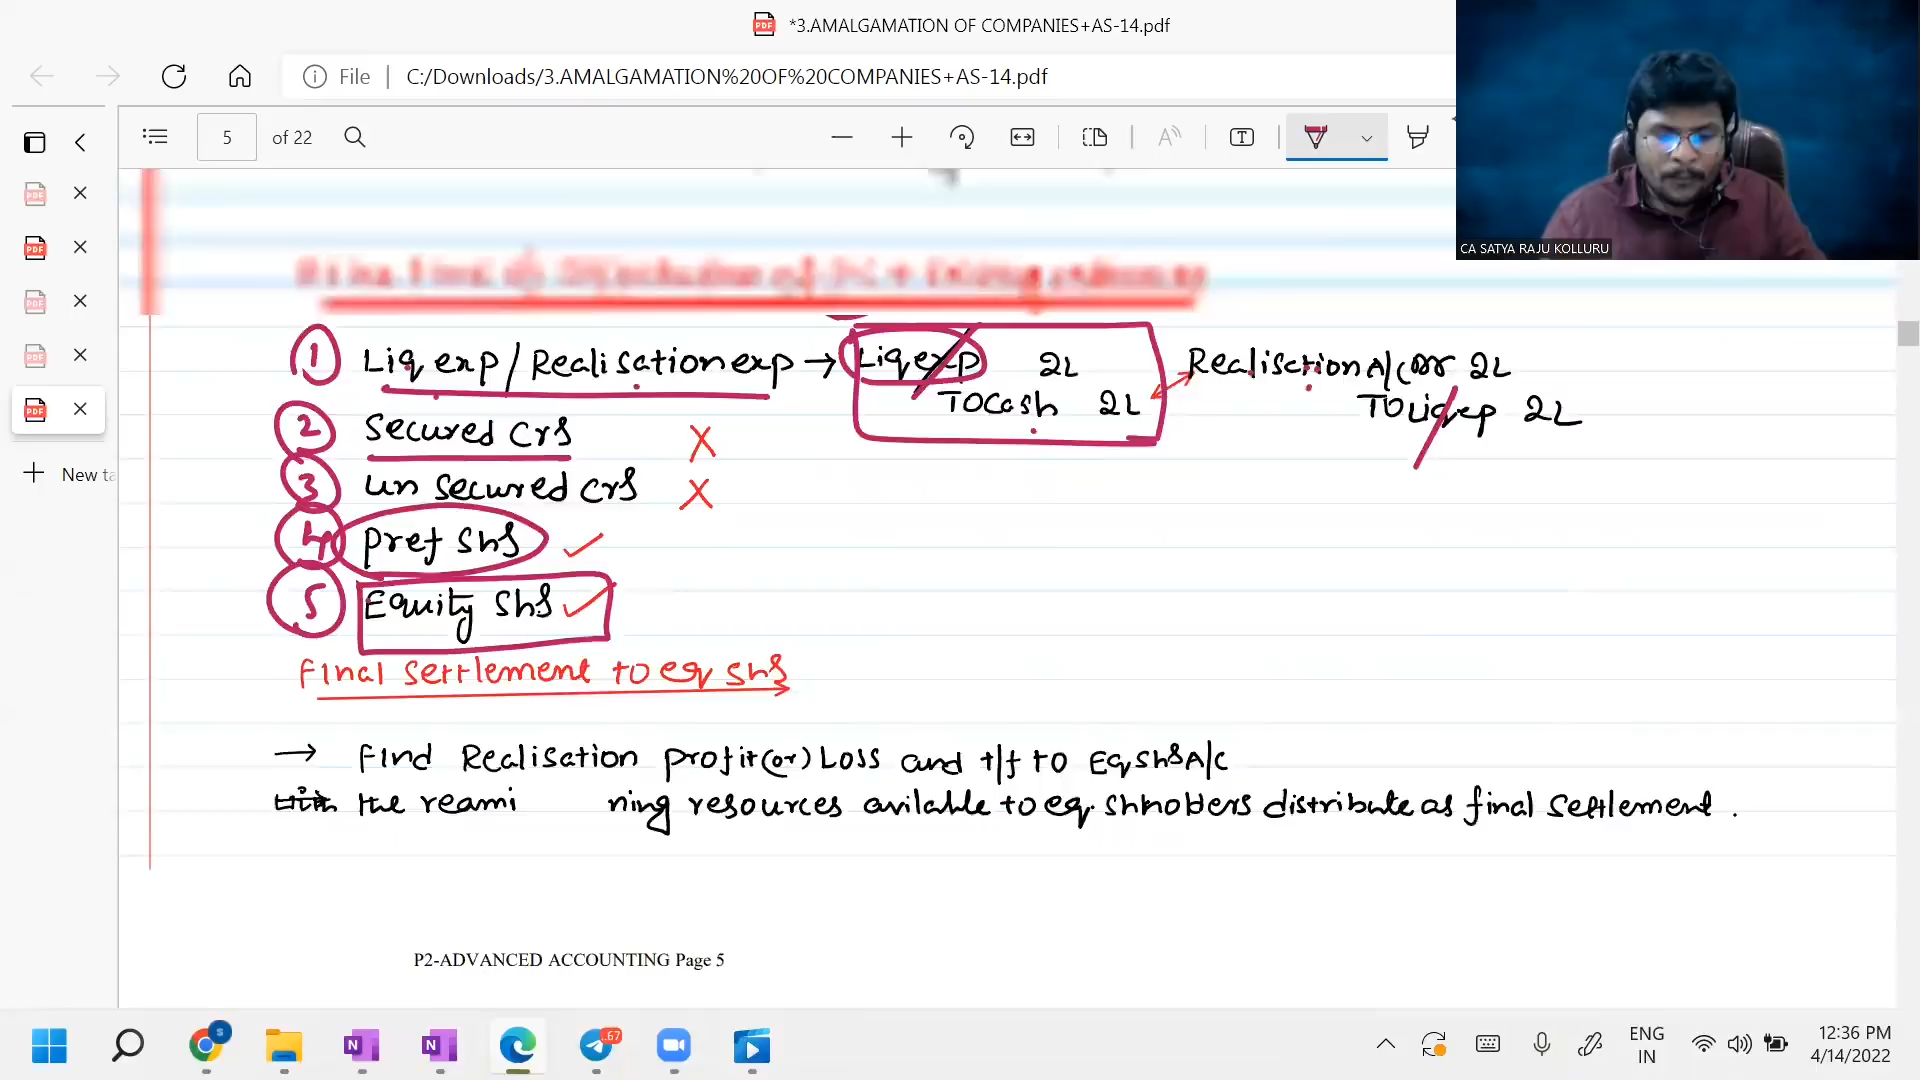 *3.AMALGAMATION OF COMPANIES+AS-14.pdf
File C:/Downloads/3.AMALGAMATION%20OF%20COMPANIES+AS-14.pdf
5 of 22
CA SATYA RAJU KOLLURU
New ta
1 Liq exp/Realisation exp → Liq exp 2L Realisation A/c Dr 2L
To Cash 2L To Liqep 2L
2 Secured Crs X
3 un secured crs X
4 pref shs ✓
5 Equity shs ✓
Final settlement to eq shs
→ Find Realisation profit (or) Loss and t/f to Eq shs A/c
the reami ning resources avilable to eq. shhobers distribute as final settlement .
P2-ADVANCED ACCOUNTING Page 5
.67
ENG
IN
12:36 PM
4/14/2022